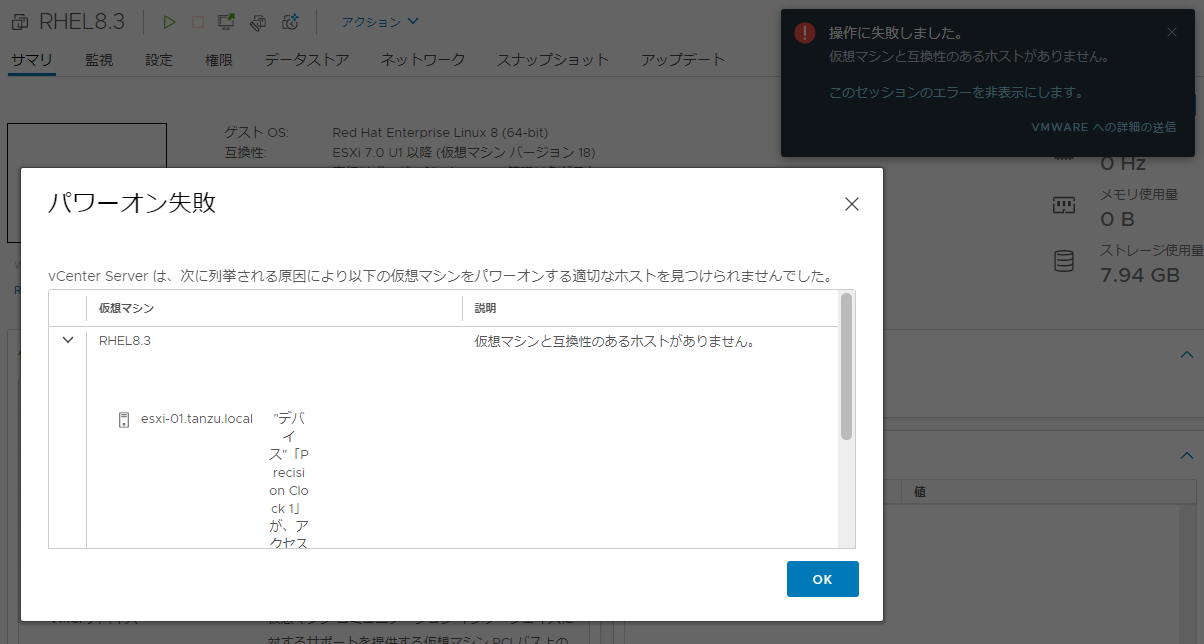 RHEL8.3
アクション
サマリ
監視
設定
権限
データストア
ネットワーク
スナップショット
アップデート
操作に失敗しました。
仮想マシンと互換性のあるホストがありません。
このセッションのエラーを非表示にします。
VMWARE への詳細の送信
ゲスト OS:
Red Hat Enterprise Linux 8 (64-bit)
互換性:
ESXi 7.0 U1 以降 (仮想マシン バージョン 18)
0 Hz
メモリ使用量
0 B
ストレージ使用量
7.94 GB
パワーオン失敗
vCenter Server は、次に列挙される原因により以下の仮想マシンをパワーオンする適切なホストを見つけられませんでした。
仮想マシン
説明
RHEL8.3
仮想マシンと互換性のあるホストがありません。
esxi-01.tanzu.local
"デバ
イ
ス"「P
recisi
on Clo
ck 1」
が、ア
クセス
OK
値
対するサポートを提供する仮想マシン PCI バス上の